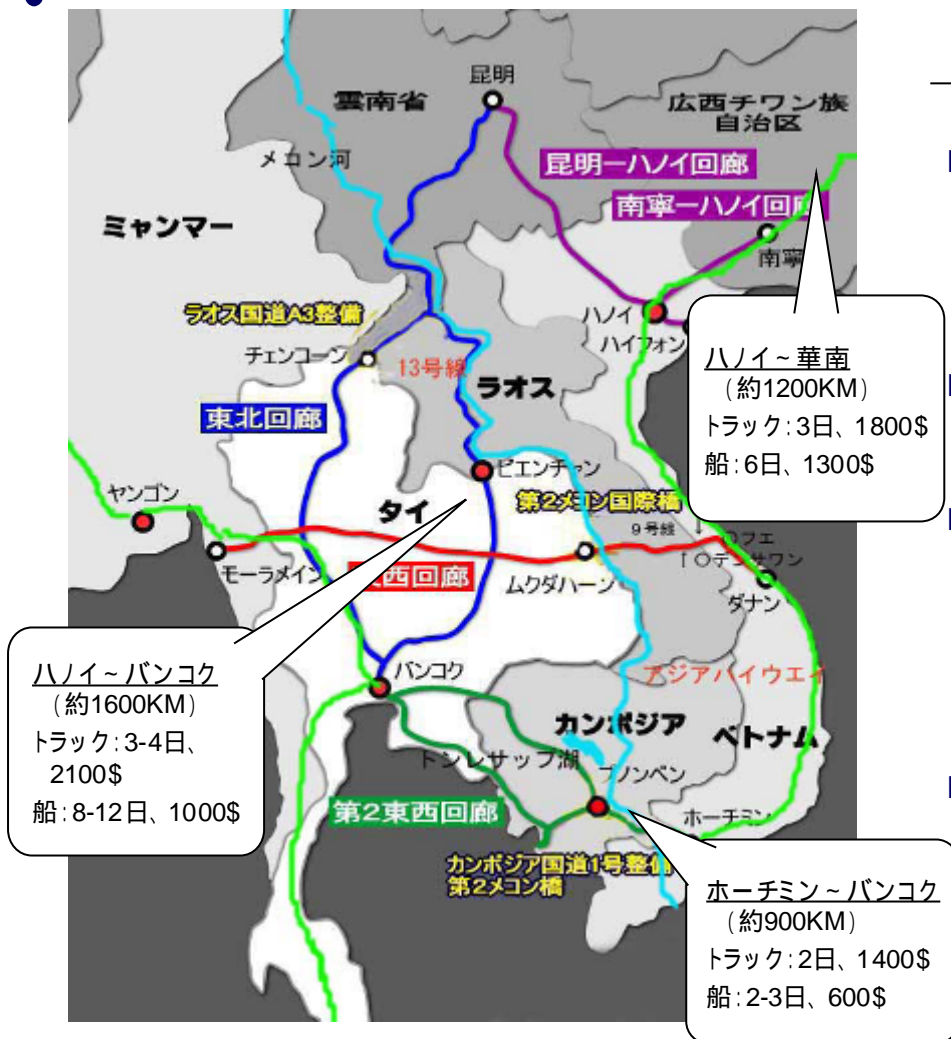 昆明
雲南省
広西チワン族
自治区
メコン河
昆明ーハノイ回廊
南寧ーハノイ回廊
ミャンマー
南寧
ラオス国道A3整備
ハノイ
ハイフォン
チェンコーン
13号線
ラオス
東北回廊
ハノイ~華南
(約1200KM)
トラック:3日、1800$
船:6日、1300$
ビエンチャン
ヤンゴン
タイ
第2メコン国際橋
9号線
フエ
デンサワン
モーラメイン
西回廊
ムクダハーン
ダナン
ハノイ~バンコク
(約1600KM)
トラック:3-4日、
2100$
船:8-12日、1000$
バンコク
アジアハイウエイ
カンボジア
ベトナム
トンレサップ湖
プノンペン
第2東西回廊
ホーチミン
カンボジア国道1号整備
第2メコン橋
ホーチミン~バンコク
(約900KM)
トラック:2日、1400$
船:2-3日、600$